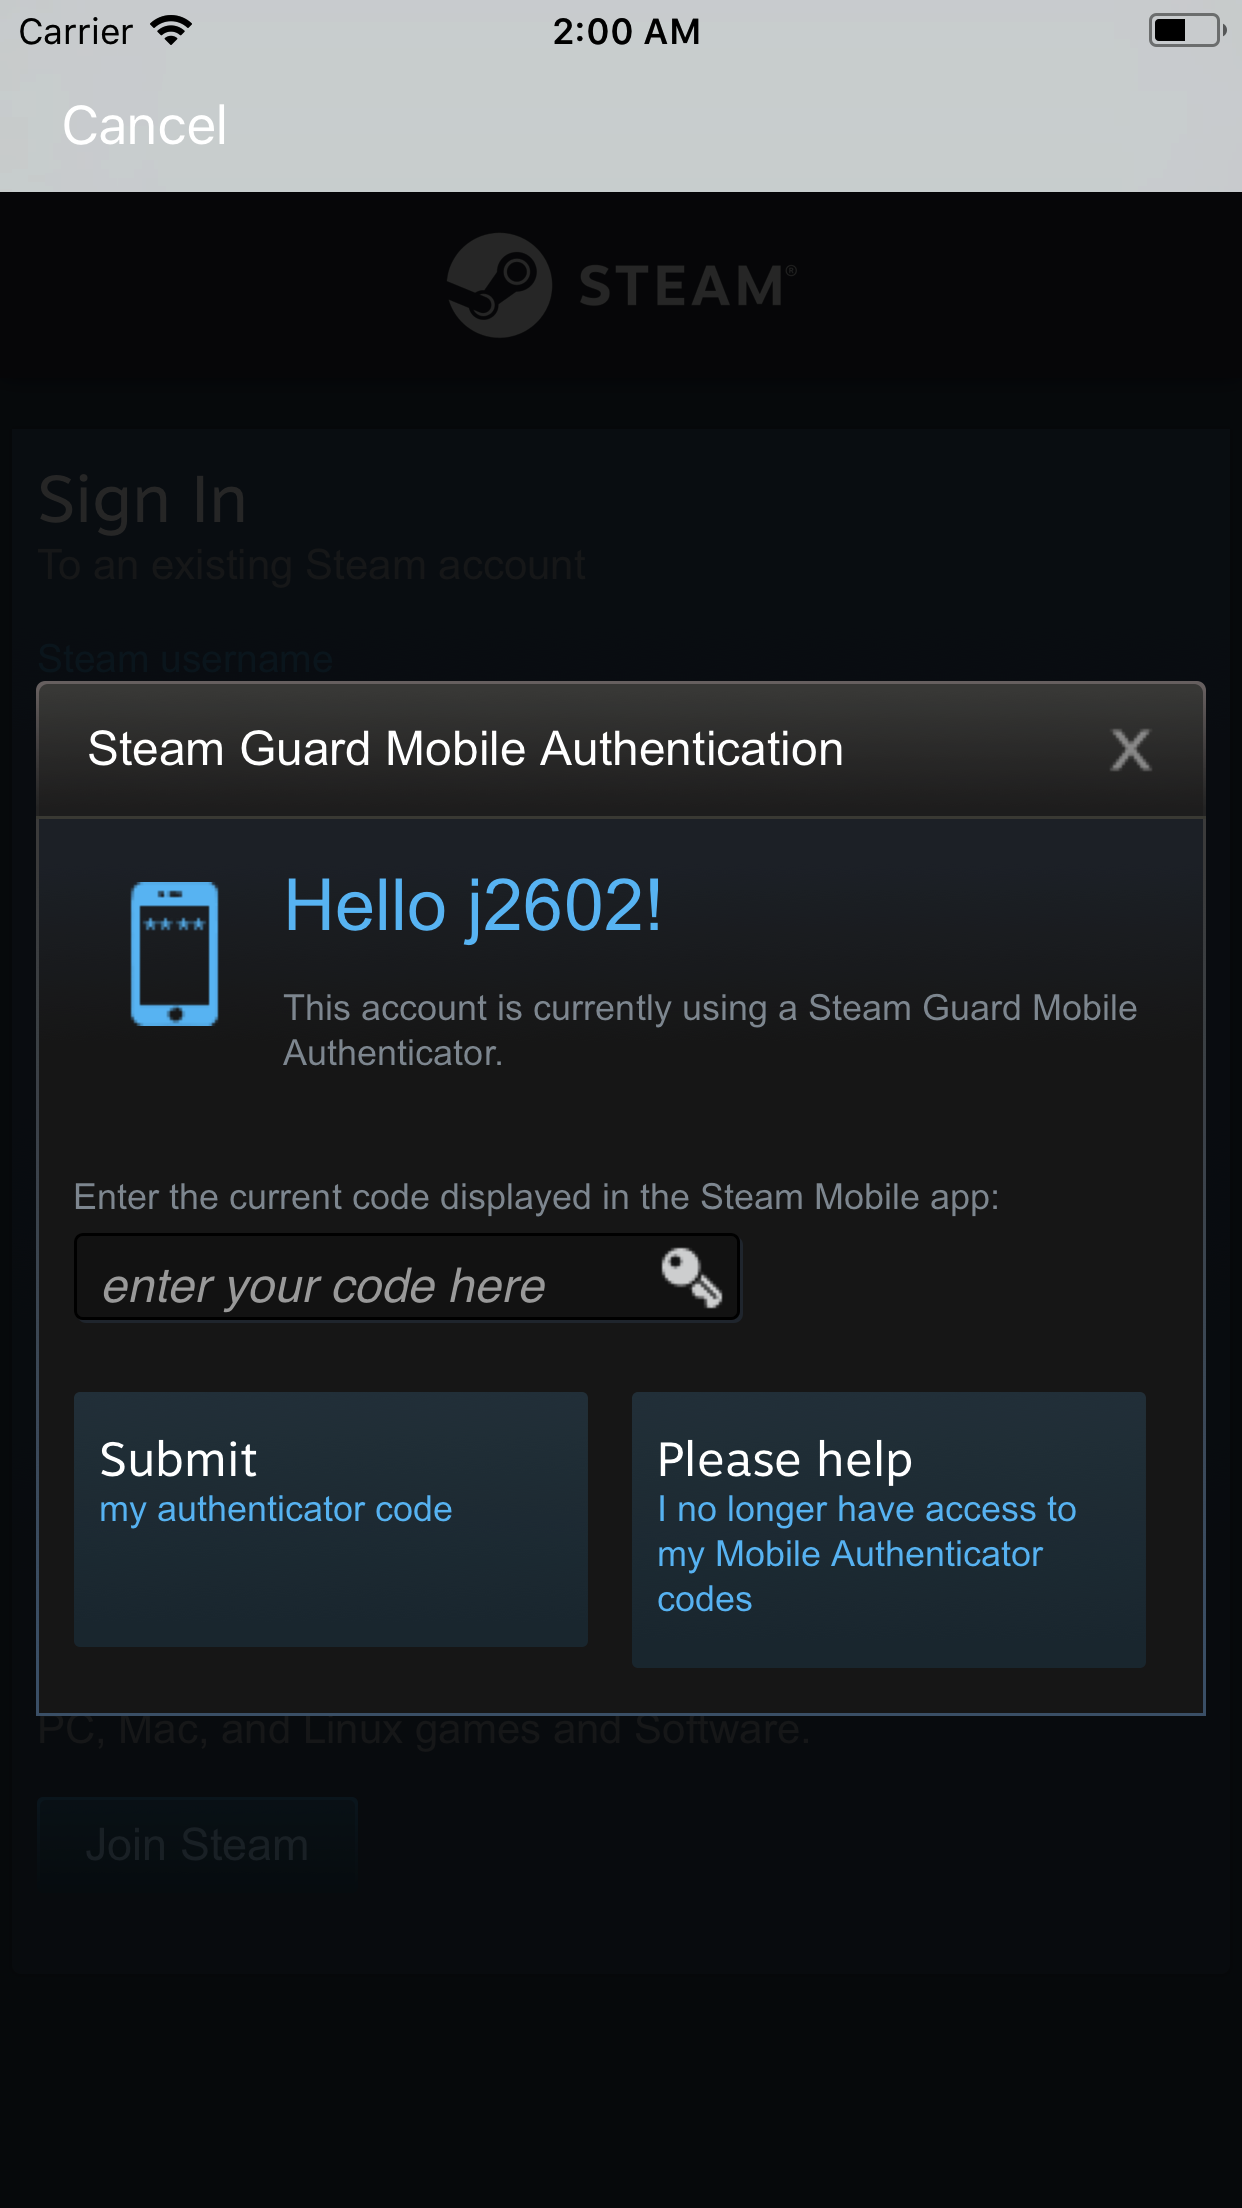 Carrier 2:00 AM
Cancel
STEAM®
Sign In
To an existing Steam account
Steam username
Steam Guard Mobile Authentication X
****
Hello j2602!
This account is currently using a Steam Guard Mobile
Authenticator.
Enter the current code displayed in the Steam Mobile app:
enter your code here
Submit
my authenticator code
Please help
I no longer have access to
my Mobile Authenticator
codes
PC, Mac, and Linux games and Software.
Join Steam